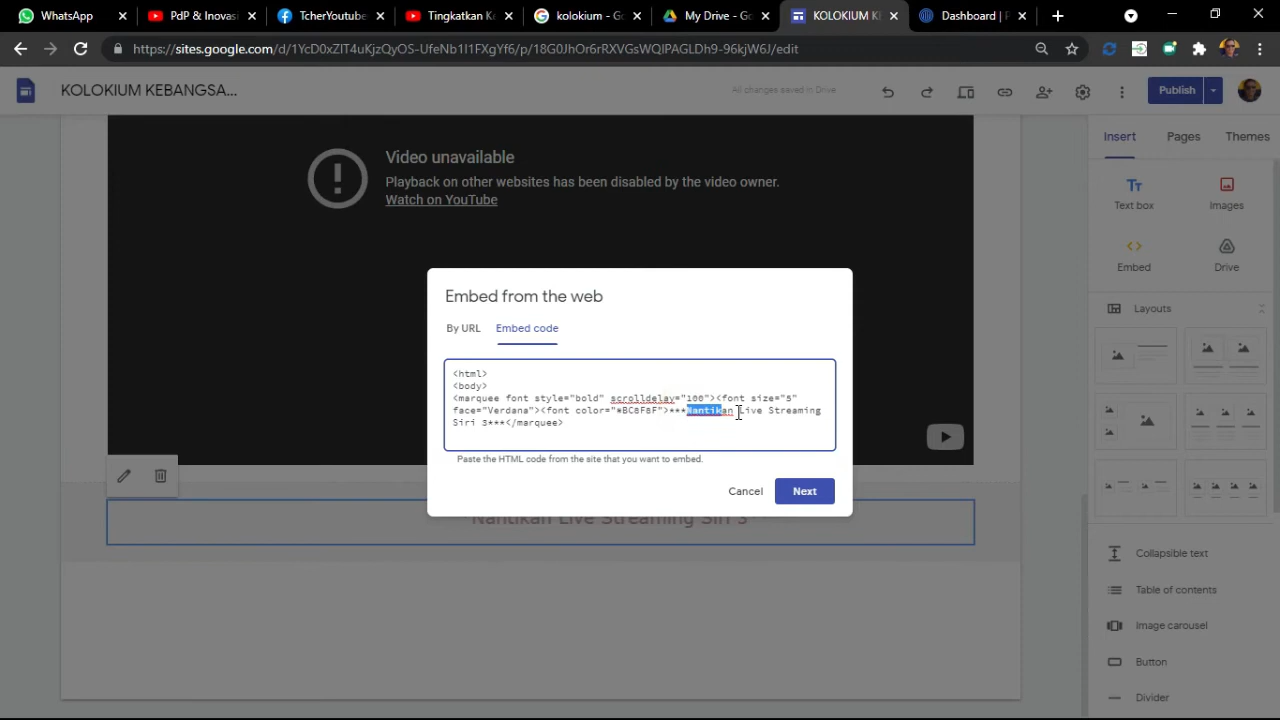 WhatsApp
PdP & Inovas
TcherYoutube
Tingkatkan Ke
kolokium - Go
My Drive - Go
KOLOKIUM KE
Dashboard | P
https://sites.google.com/d/1YcD0xZIT4uKjzQyOS-UfeNb1I1FXgYf6/p/18G0JhOr6rRXVGsWQIPAGLDh9-96kjW6J/edit
KOLOKIUM KEBANGSA...
All changes saved in Drive
Publish
Insert
Pages
Themes
Video unavailable
Playback on other websites has been disabled by the video owner.
Watch on YouTube
Text box
Images
Embed
Drive
Layouts
Embed from the web
By URL
Embed code
<html>
<body>
<marquee font style="bold" scrolldelay="100"><font size="5"
face="Verdana"><font color="#BC8F8F">***Nantikan Live Streaming
Siri 3***</marquee>
Paste the HTML code from the site that you want to embed.
Cancel
Next
Nantikan Live Streaming Siri 3
Collapsible text
Table of contents
Image carousel
Button
Divider